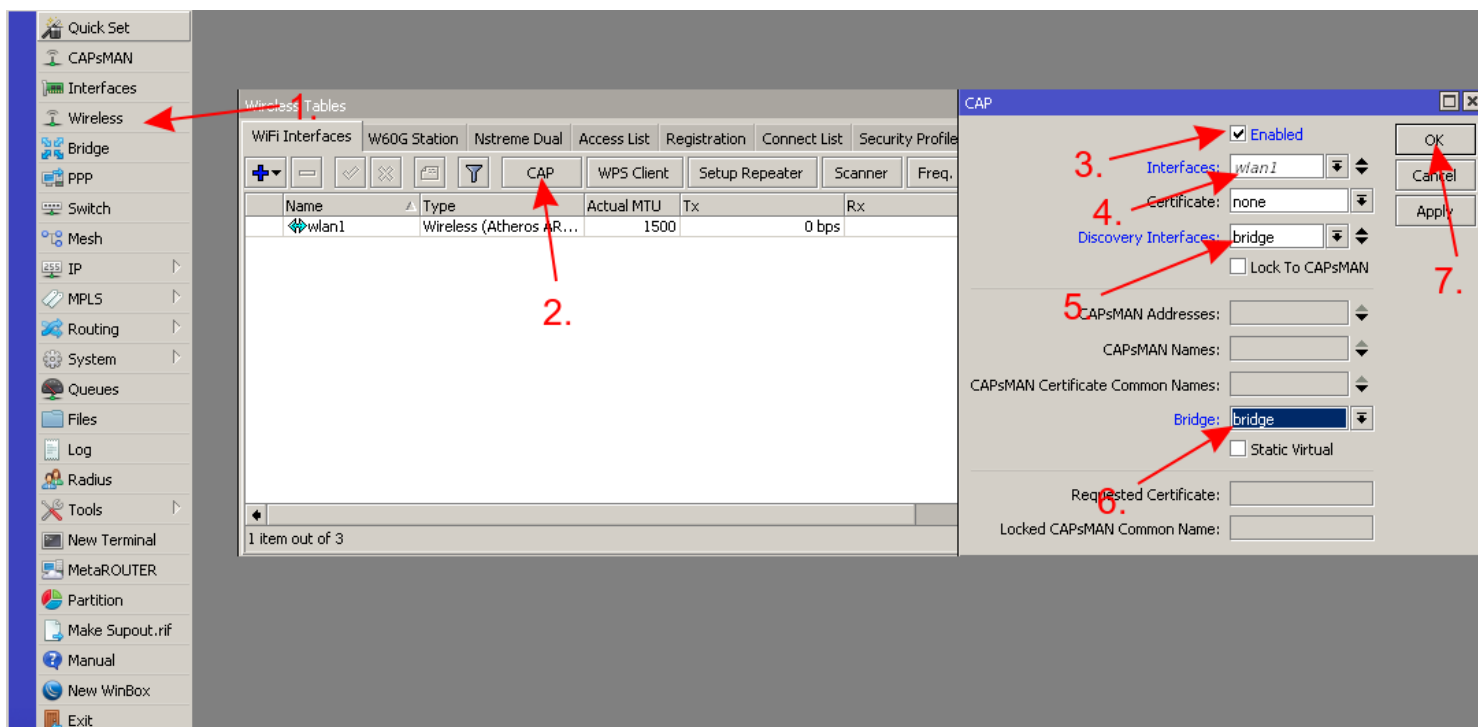 Quick Set
CAPsMAN
Interfaces
Wireless
Bridge
PPP
Switch
Mesh
IP
MPLS
Routing
System
Queues
Files
Log
Radius
Tools
New Terminal
MetaROUTER
Partition
Make Supout.rif
Manual
New WinBox
Exit
1.
Wireless Tables
WiFi Interfaces W60G Station Nstreme Dual Access List Registration Connect List Security Profile
CAP WPS Client Setup Repeater Scanner Freq.
Name Type Actual MTU Tx Rx
wlan1 Wireless (Atheros AR... 1500 0 bps
2.
1 item out of 3
CAP
Enabled
3.
Interfaces: wlan1
4.
Certificate: none
Discovery Interfaces: bridge
Lock To CAPsMAN
5.
CAPsMAN Addresses:
CAPsMAN Names:
CAPsMAN Certificate Common Names:
Bridge: bridge
Static Virtual
6.
Requested Certificate:
Locked CAPsMAN Common Name:
OK
Cancel
Apply
7.